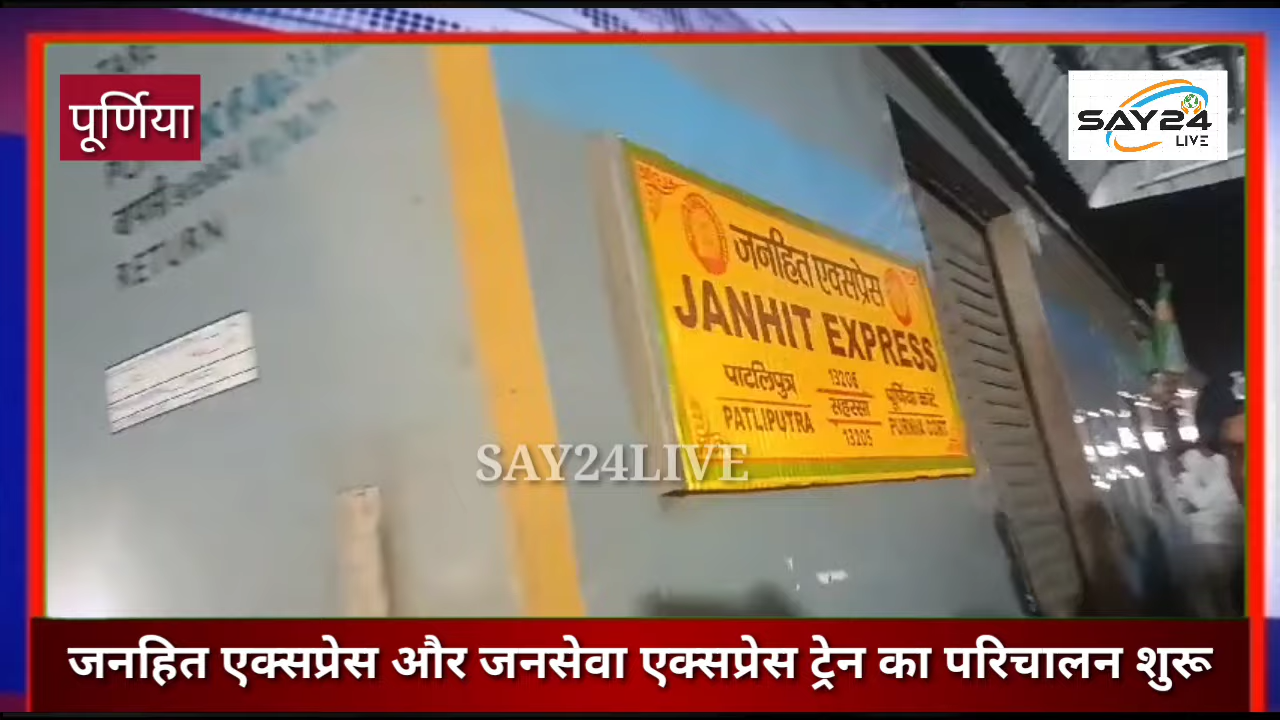 पूर्णिया
SAY24
LIVE
RETURN
जनहित एक्सप्रेस
JANHIT EXPRESS
पाटलिपुत्र 13206 पूर्णिया कोर्ट
सहरसा
PATLIPUTRA 13205 PURNIA CORT
SAY24LIVE
जनहित एक्सप्रेस और जनसेवा एक्सप्रेस ट्रेन का परिचालन शुरू